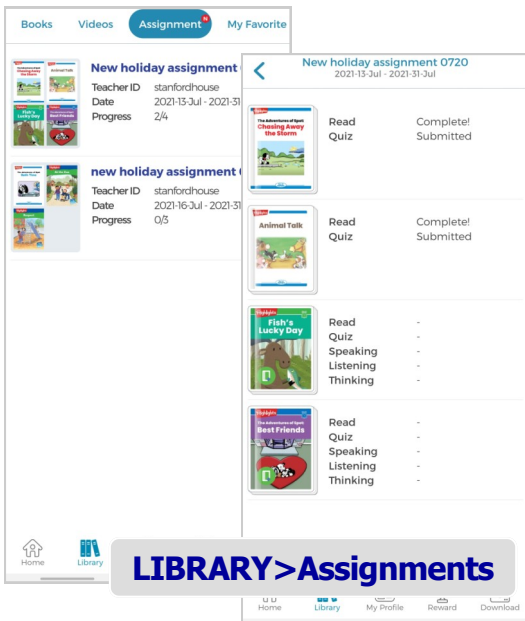 Books Videos Assignment N My Favorite
New holiday assignment
Teacher ID stanfordhouse
Date 2021-13-Jul - 2021-31
Progress 2/4
new holiday assignment
Teacher ID stanfordhouse
Date 2021-16-Jul - 2021-31
Progress 0/3
Home Library
New holiday assignment 0720
2021-13-Jul - 2021-31-Jul
The Adventures of Spot
Chasing Away
the Storm
Read Complete!
Quiz Submitted
Animal Talk
Read Complete!
Quiz Submitted
Highlights
Fish's
Lucky Day
Read -
Quiz -
Speaking -
Listening -
Thinking -
Highlights
The Adventures of Spot
Best Friends
Read -
Quiz -
Speaking -
Listening -
Thinking -
LIBRARY>Assignments
Home Library My Profile Reward Download